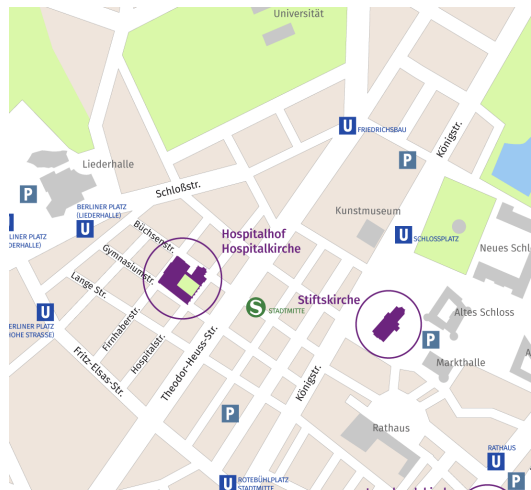 Universität
U
FRIEDRICHSBAU
Königstr.
P
Liederhalle
P
Schloßstr.
BERLINER PLATZ
(LIEDERHALLE)
U
Kunstmuseum
U
SCHLOSSPLATZ
Büchsenstr.
Hospitalhof
Hospitalkirche
LINER PLATZ
DERHALLE)
Neues Schl
Gymnasiumstr.
Lange Str.
U
ERLINER PLATZ
HOHE STRASSE)
Firnhaberstr.
Hospitalstr.
S
STADTMITTE
Stiftskirche
Altes Schloss
P
Markthalle
Fritz-Elsas-Str.
Theodor-Heuss-Str.
Königstr.
P
Rathaus
RATHAUS
U
P
U
ROTEBÜHLPLATZ
STADTMITTE